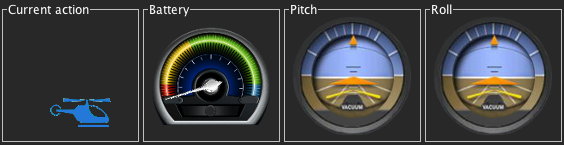 Current action
Battery
Pitch
Roll
VACUUM
VACUUM